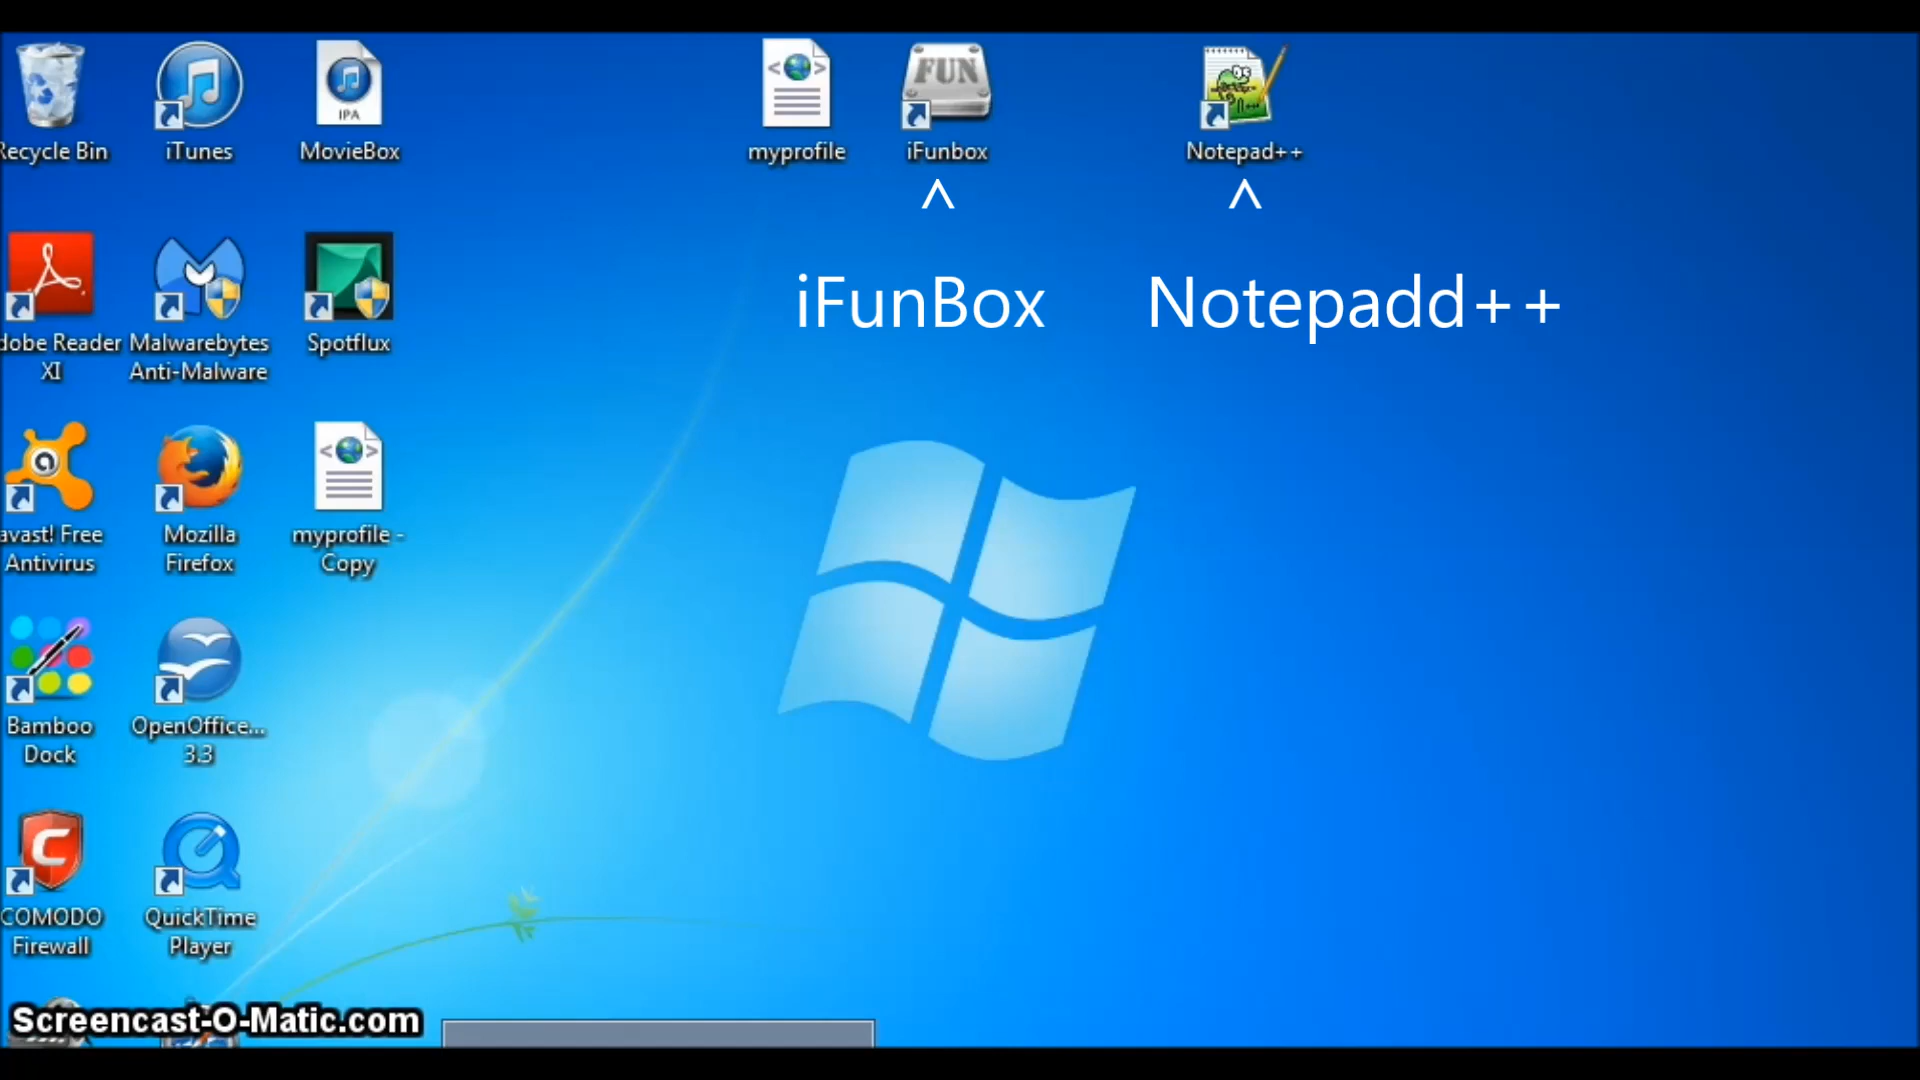 Recycle Bin
iTunes
IPA
MovieBox
<>
myprofile
FUN
iFunbox
Notepad++
^
^
iFunBox
Notepadd++
dobe Reader
XI
Malwarebytes
Anti-Malware
Spotflux
avast! Free
Antivirus
Mozilla
Firefox
<>
myprofile -
Copy
Bamboo
Dock
OpenOffice...
3.3
COMODO
Firewall
QuickTime
Player
Screencast-O-Matic.com